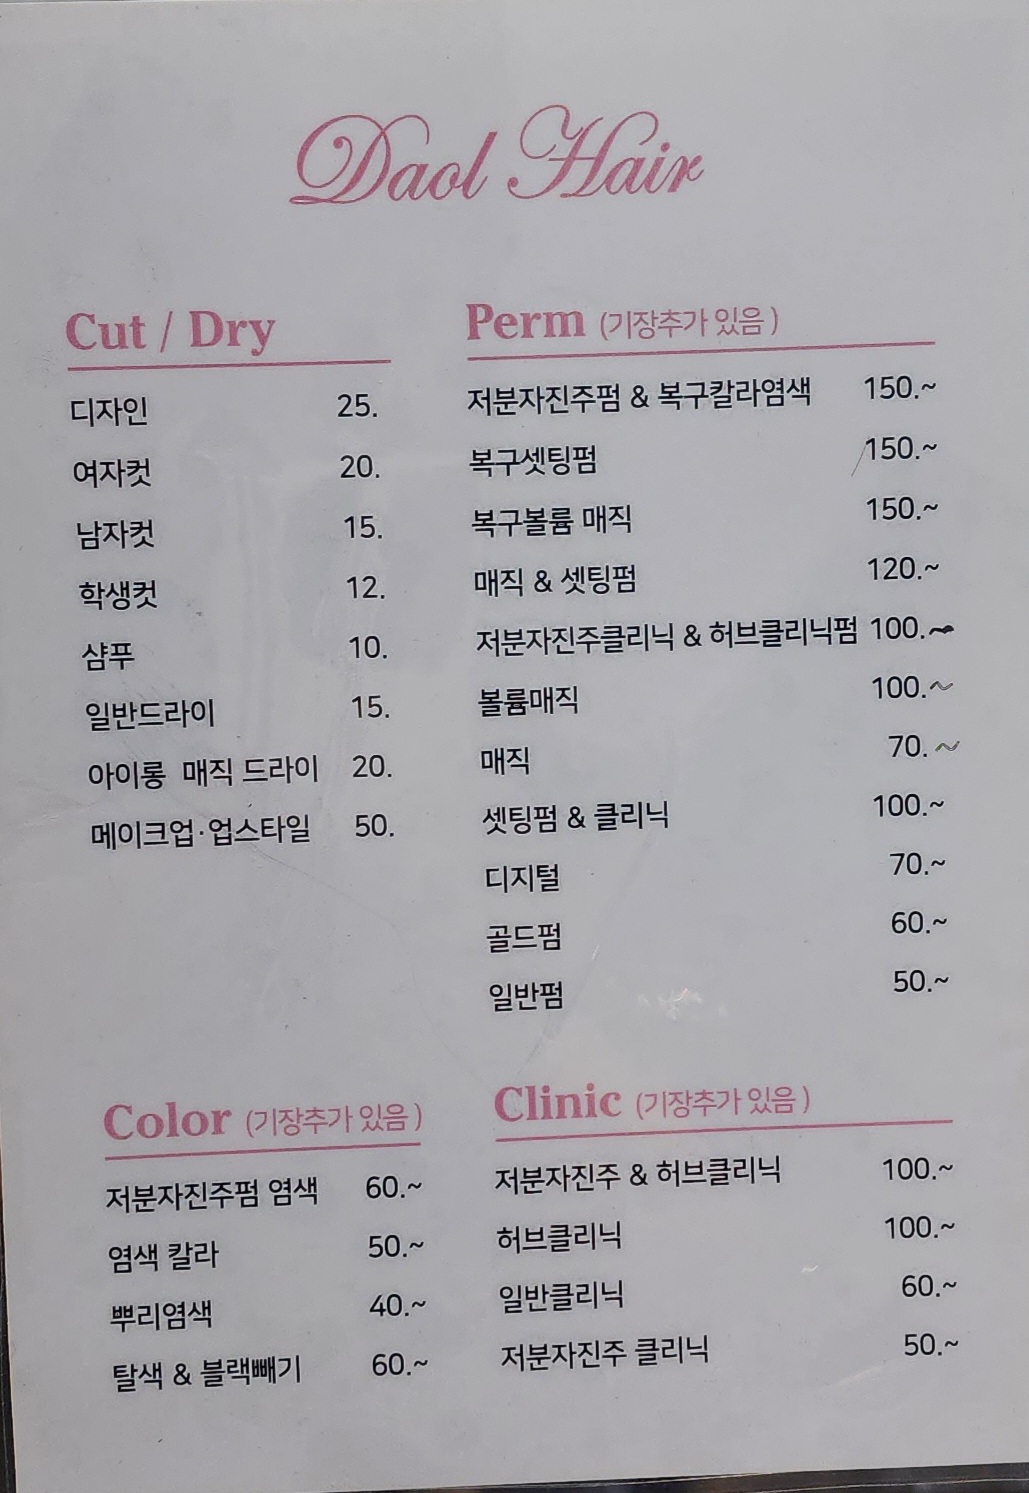 Daol Hair
Cut / Dry
디자인 25.
여자컷 20.
남자컷 15.
학생컷 12.
샴푸 10.
일반드라이 15.
아이롱 매직 드라이 20.
메이크업·업스타일 50.
Perm (기장추가 있음)
저분자진주펌 & 복구칼라염색 150.~
복구셋팅펌 150.~
복구볼륨 매직 150.~
매직 & 셋팅펌 120.~
저분자진주클리닉 & 허브클리닉펌 100.~
볼륨매직 100.~
매직 70.~
셋팅펌 & 클리닉 100.~
디지털 70.~
골드펌 60.~
일반펌 50.~
Color (기장추가 있음)
저분자진주펌 염색 60.~
염색 칼라 50.~
뿌리염색 40.~
탈색 & 블랙빼기 60.~
Clinic (기장추가 있음)
저분자진주 & 허브클리닉 100.~
허브클리닉 100.~
일반클리닉 60.~
저분자진주 클리닉 50.~